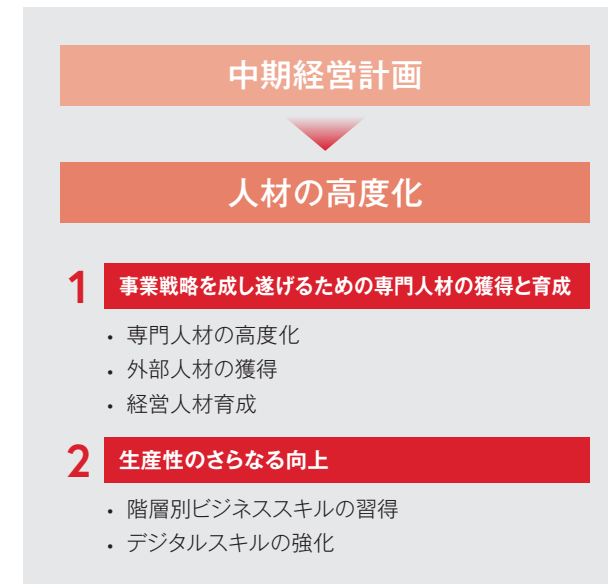 中期経営計画
人材の高度化
1 事業戦略を成し遂げるための専門人材の獲得と育成
・専門人材の高度化
・外部人材の獲得
・経営人材育成
2 生産性のさらなる向上
・階層別ビジネススキルの習得
・デジタルスキルの強化